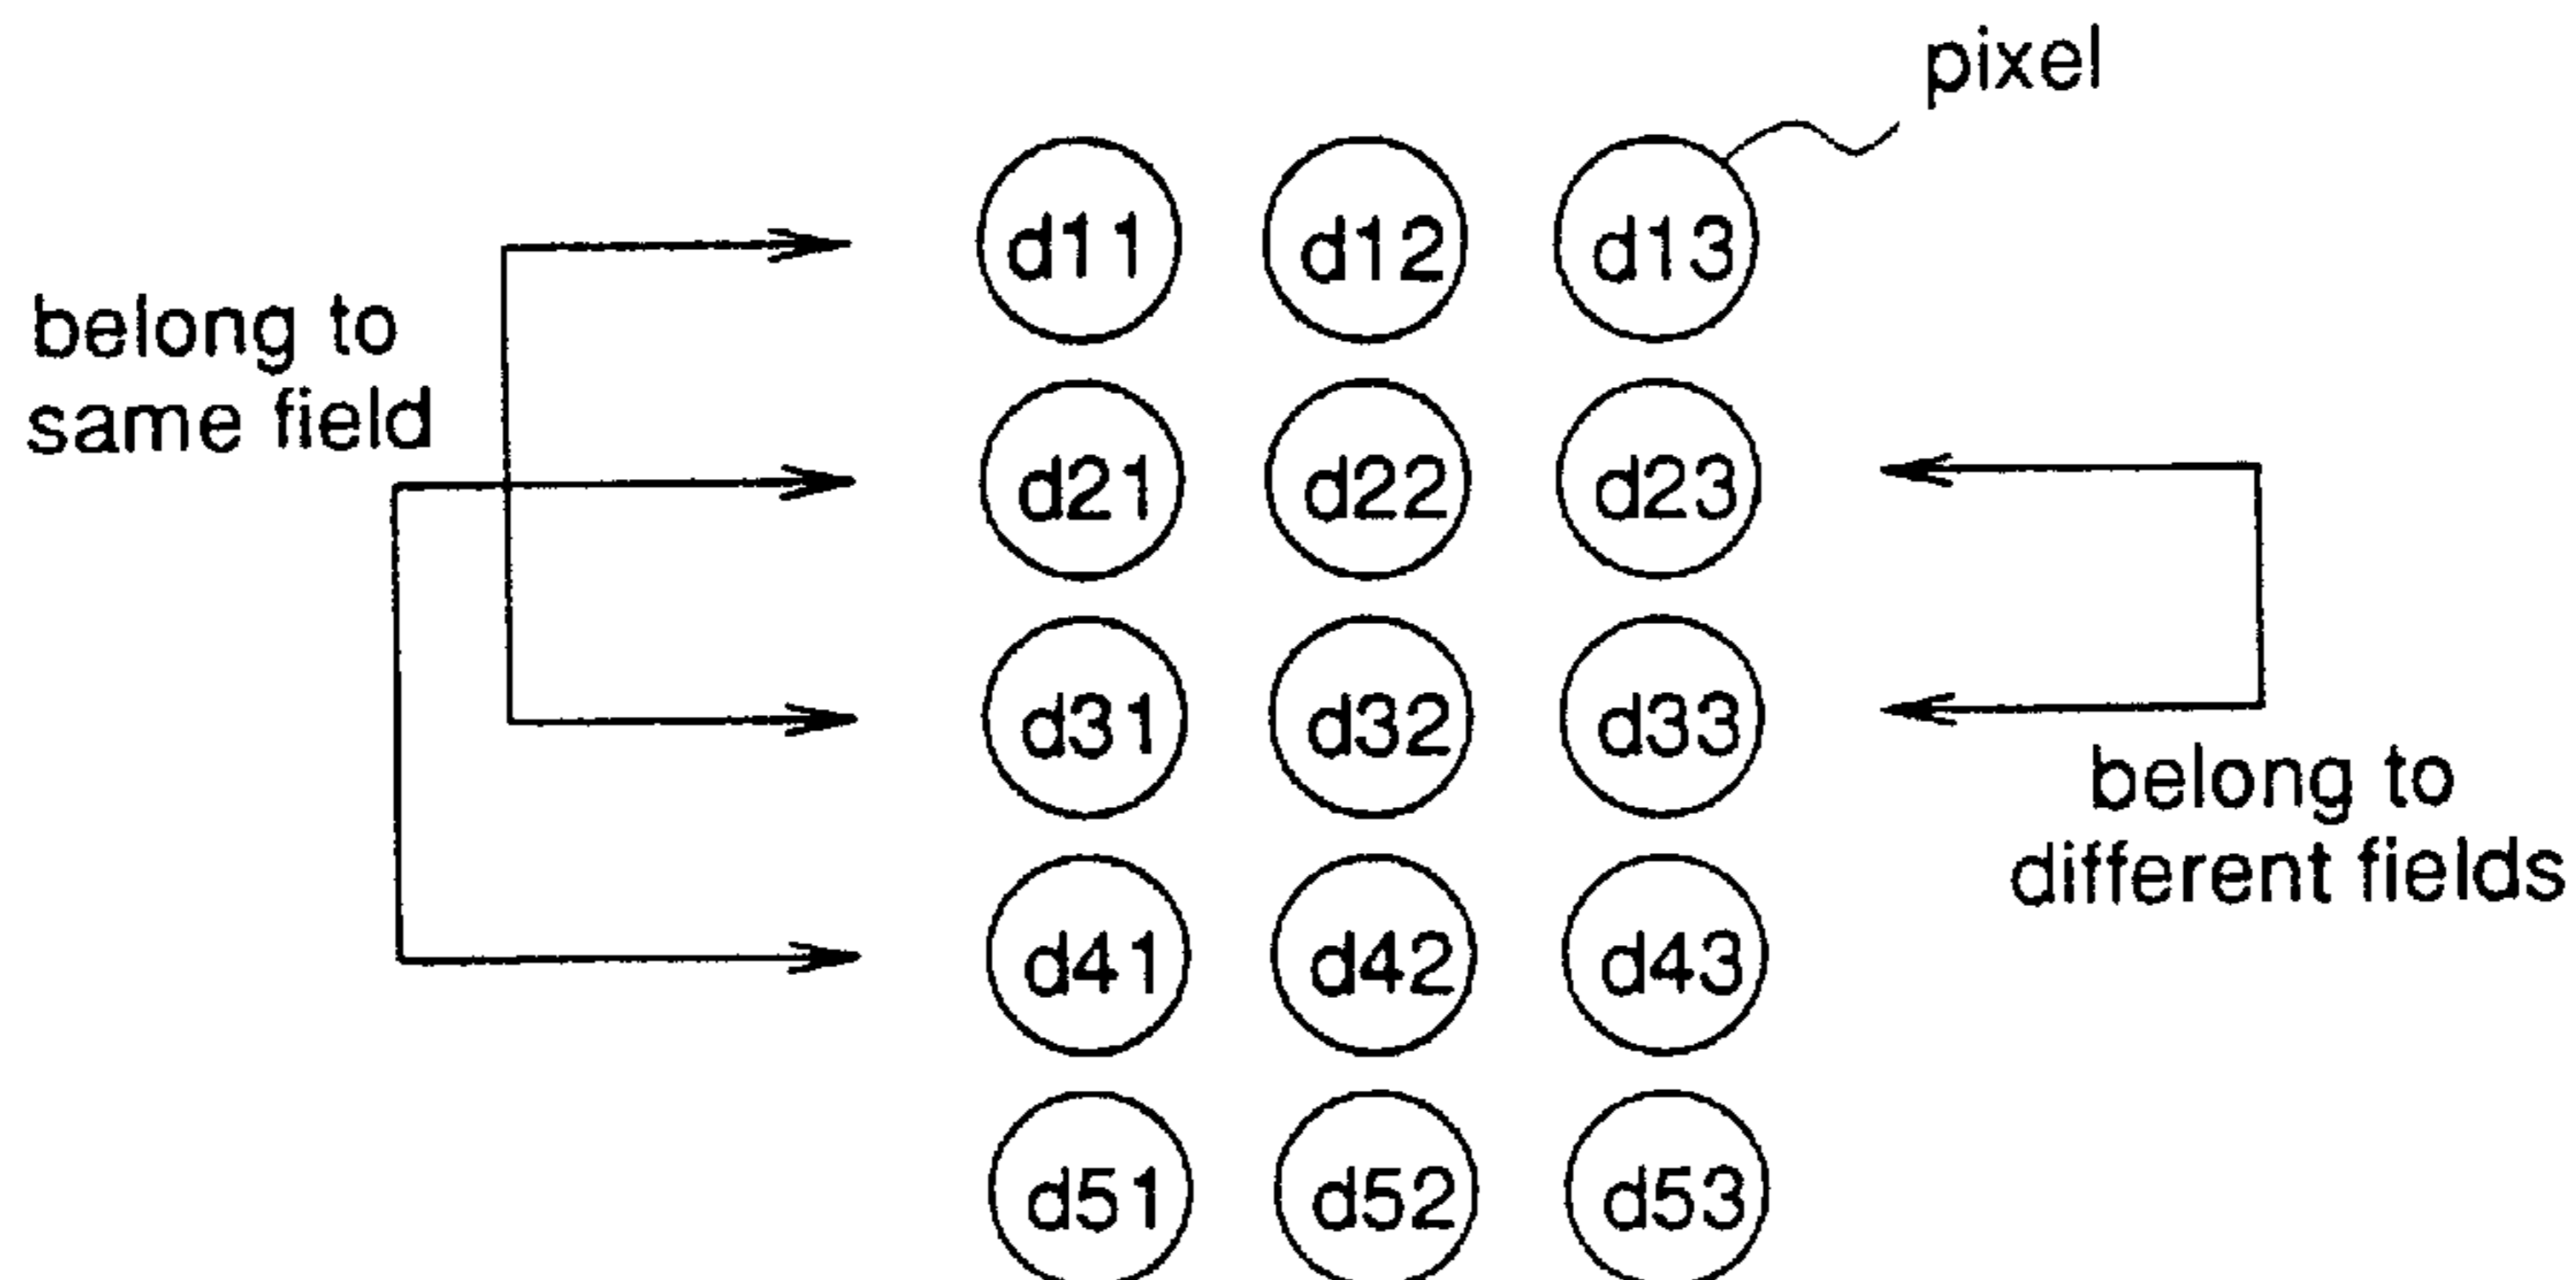 pixel
d11 d12 d13
belong to
same field
d21 d22 d23
d31 d32 d33
belong to
different fields
d41 d42 d43
d51 d52 d53